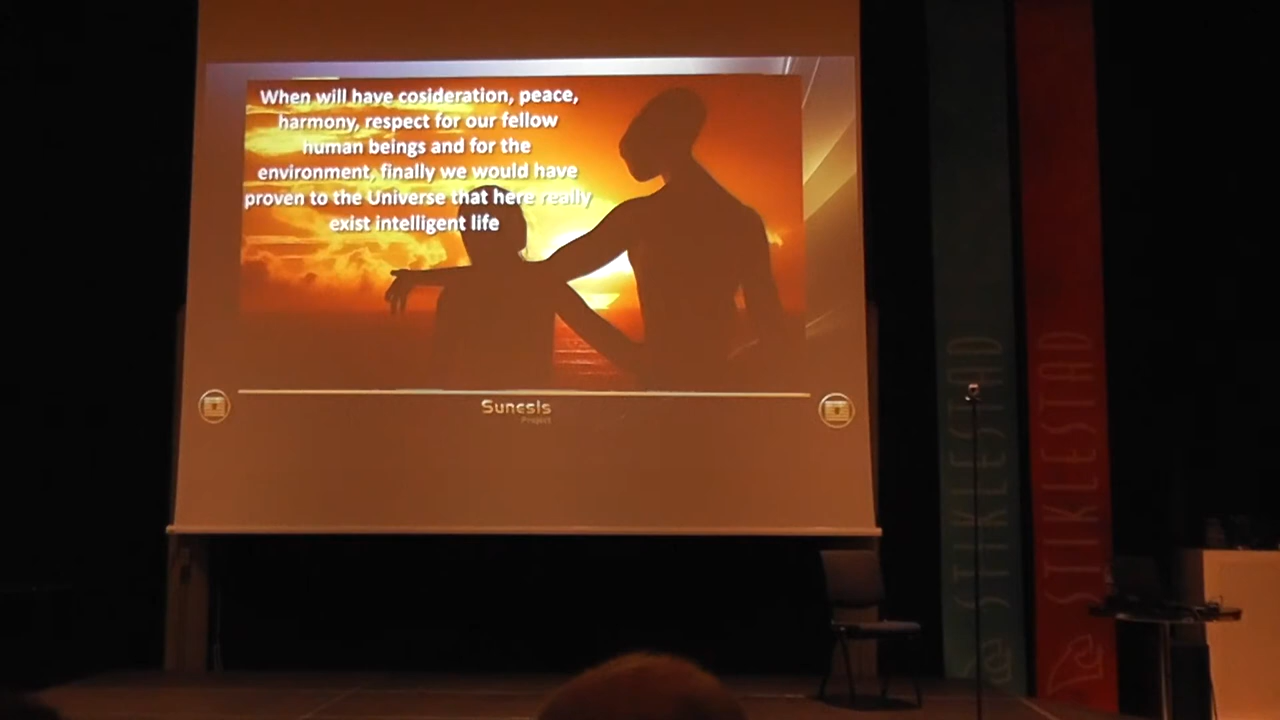 When will have cosideration, peace,
harmony, respect for our fellow
human beings and for the
environment, finally we would have
proven to the Universe that here really
exist intelligent life
Sunesis
Project
STIKLESTAD
STIKLESTAD